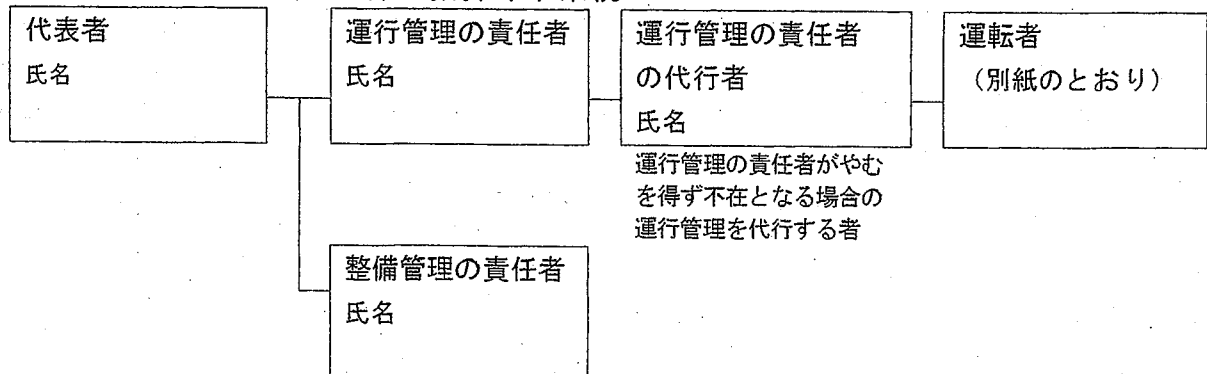 代表者
氏名
運行管理の責任者
氏名
運行管理の責任者
の代行者
氏名
運転者
(別紙のとおり)
運行管理の責任者がやむ
を得ず不在となる場合の
運行管理を代行する者
整備管理の責任者
氏名